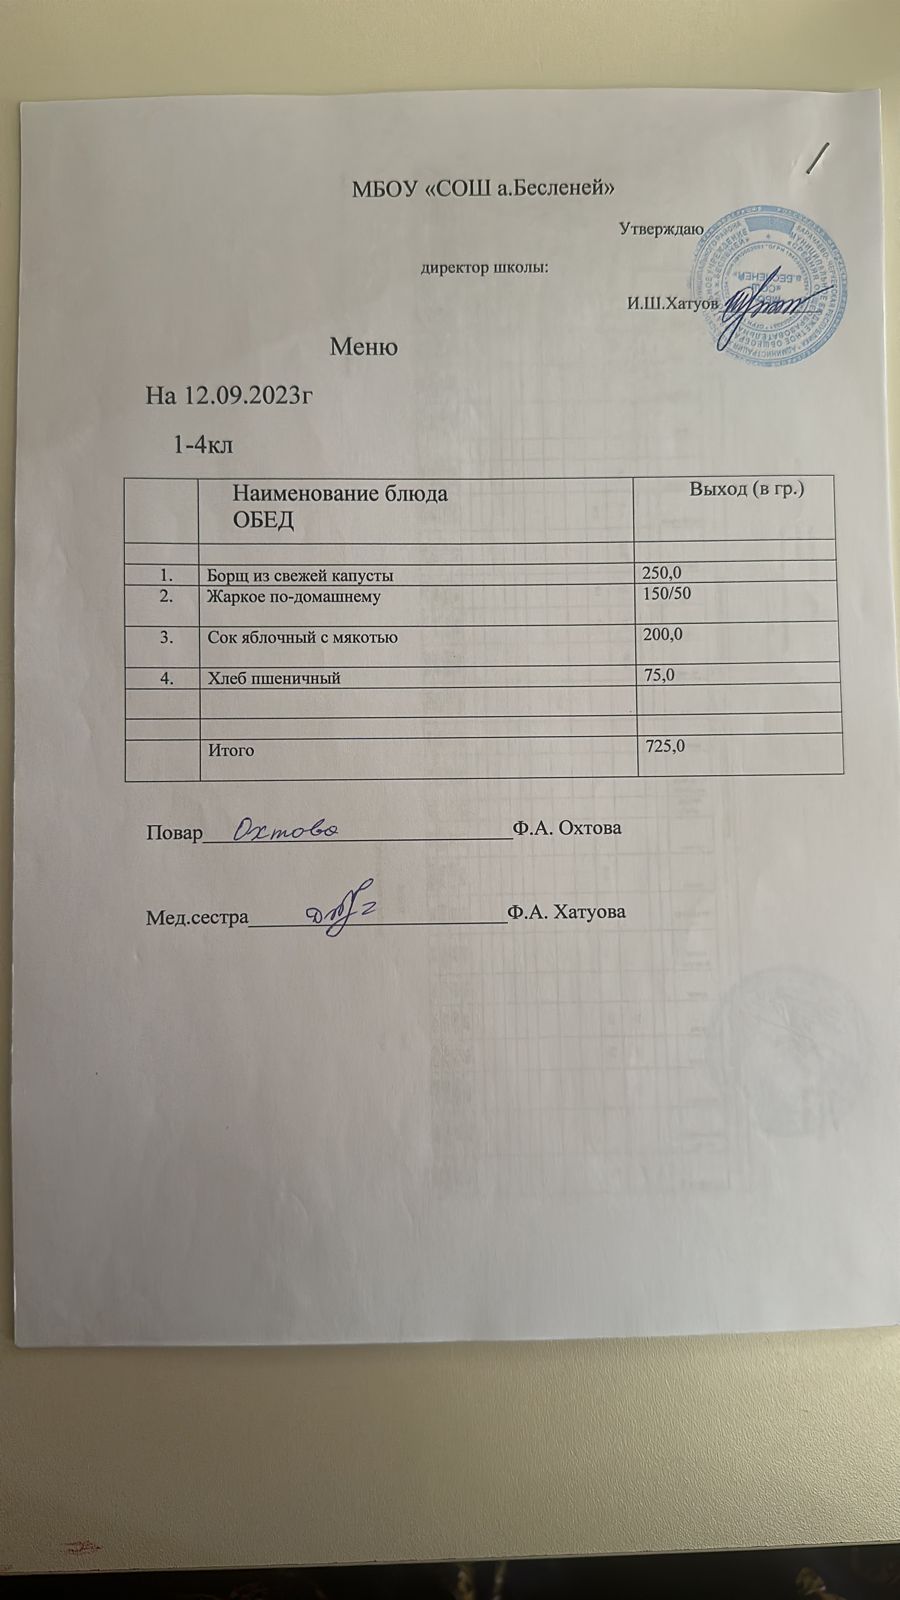 МБОУ «СОШ а.Бесленей»
Утверждаю
директор школы:
И.Ш.Хатуов
Меню
На 12.09.2023г
1-4кл
Наименование блюда Выход (в гр.)
ОБЕД
1. Борщ из свежей капусты 250,0
2. Жаркое по-домашнему 150/50
3. Сок яблочный с мякотью 200,0
4. Хлеб пшеничный 75,0
Итого 725,0
Повар Охтова Ф.А. Охтова
Мед.сестра Ф.А. Хатуова